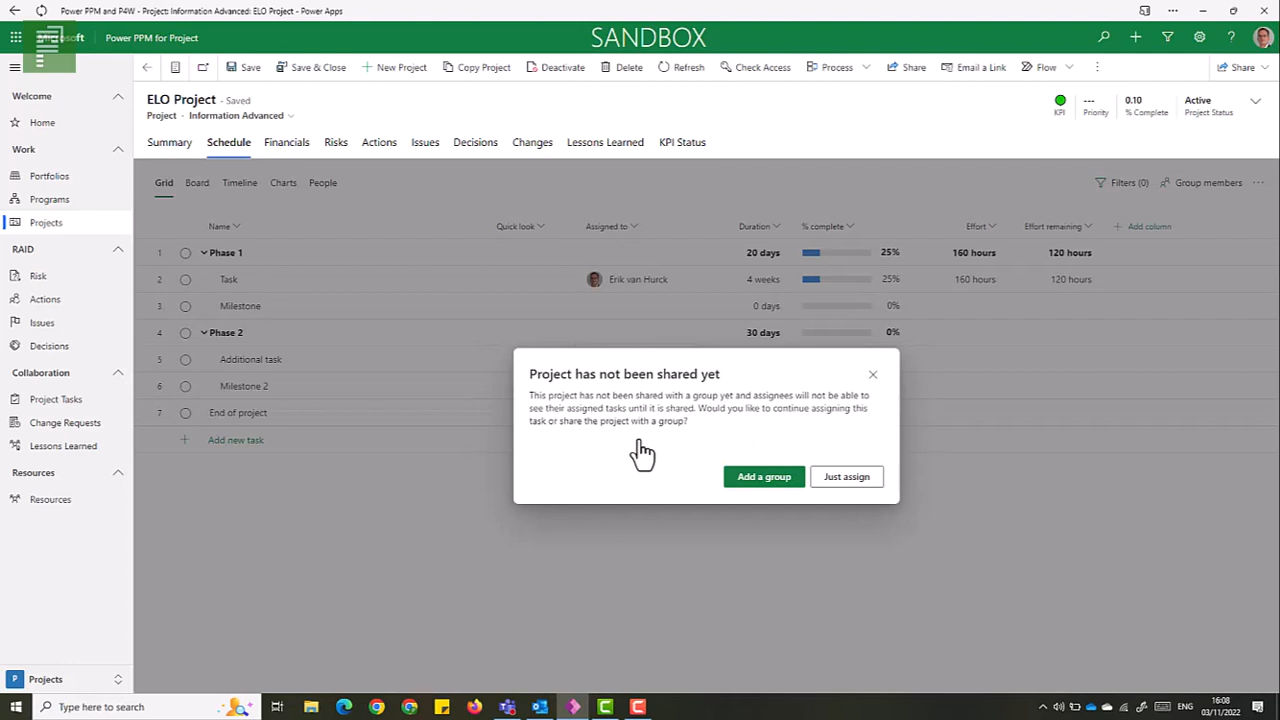 Power PPM and P4W - Project: Information Advanced: ELO Project - Power Apps
Power PPM for Project
SANDBOX
Save
Save & Close
New Project
Copy Project
Deactivate
Delete
Refresh
Check Access
Process
Share
Email a Link
Flow
Share
Welcome
Home
Work
Portfolios
Programs
Projects
RAID
Risk
Actions
Issues
Decisions
Collaboration
Project Tasks
Change Requests
Lessons Learned
Resources
Resources
P Projects
ELO Project - Saved
Project · Information Advanced
KPI
---
Priority
0.10
% Complete
Active
Project Status
Summary Schedule Financials Risks Actions Issues Decisions Changes Lessons Learned KPI Status
Grid Board Timeline Charts People
Filters (0) Group members
Name Quick look Assigned to Duration % complete Effort Effort remaining Add column
1 Phase 1 20 days 25% 160 hours 120 hours
2 Task Erik van Hurck 4 weeks 25% 160 hours 120 hours
3 Milestone 0 days 0%
4 Phase 2 30 days 0%
5 Additional task
6 Milestone 2
7 End of project
Add new task
Project has not been shared yet
This project has not been shared with a group yet and assignees will not be able to
see their assigned tasks until it is shared. Would you like to continue assigning this
task or share the project with a group?
Add a group
Just assign
Type here to search
ENG
16:08
03/11/2022